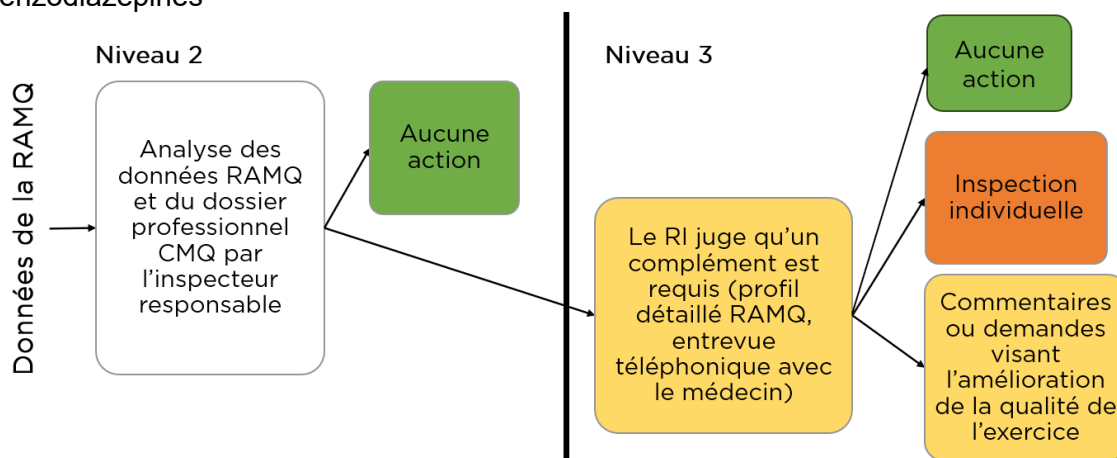 enzodiazépines
Niveau 2
Données de la RAMQ
Analyse des
données RAMQ
et du dossier
professionnel
CMQ par
l'inspecteur
responsable
Aucune
action
Niveau 3
Le RI juge qu'un
complément est
requis (profil
détaillé RAMQ,
entrevue
téléphonique avec
le médecin)
Aucune
action
Inspection
individuelle
Commentaires
ou demandes
visant
l'amélioration
de la qualité de
l'exercice